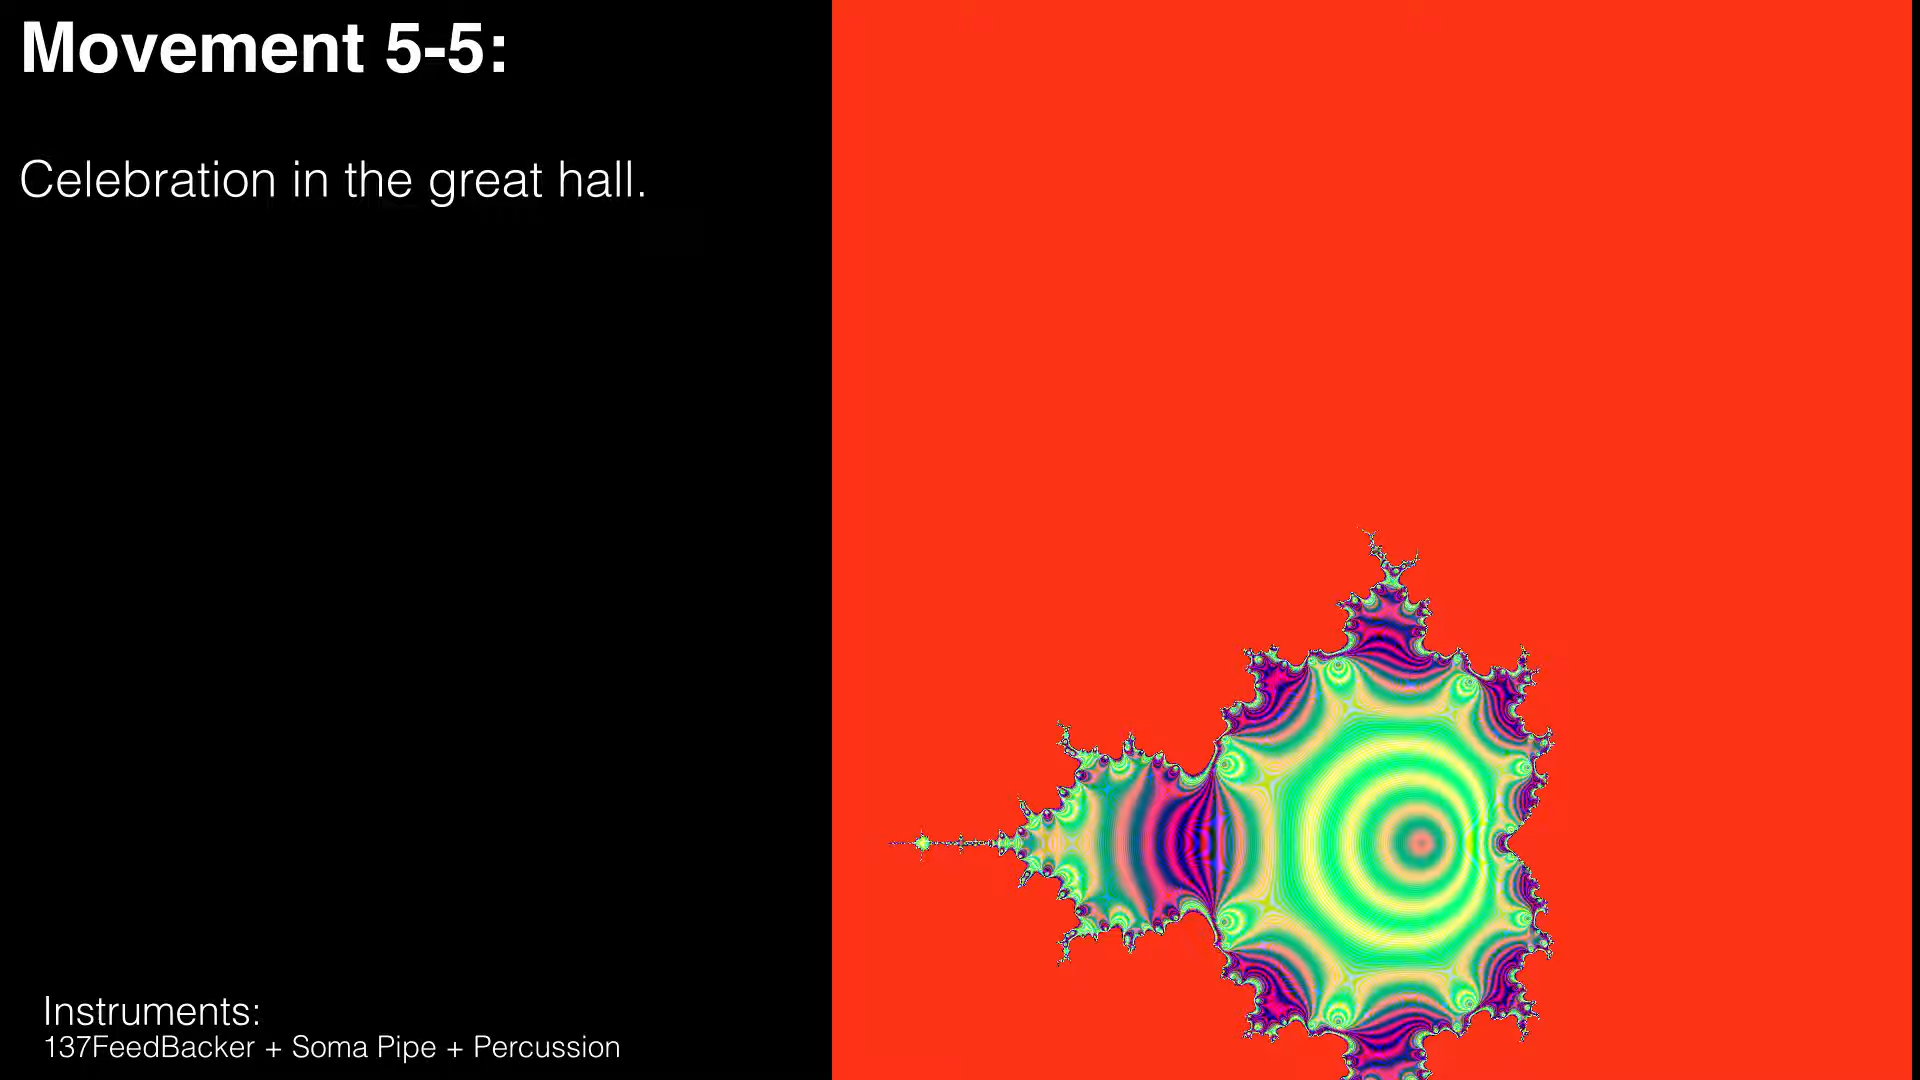 Movement 5-5:
Celebration in the great hall.
Instruments:
137FeedBacker + Soma Pipe + Percussion